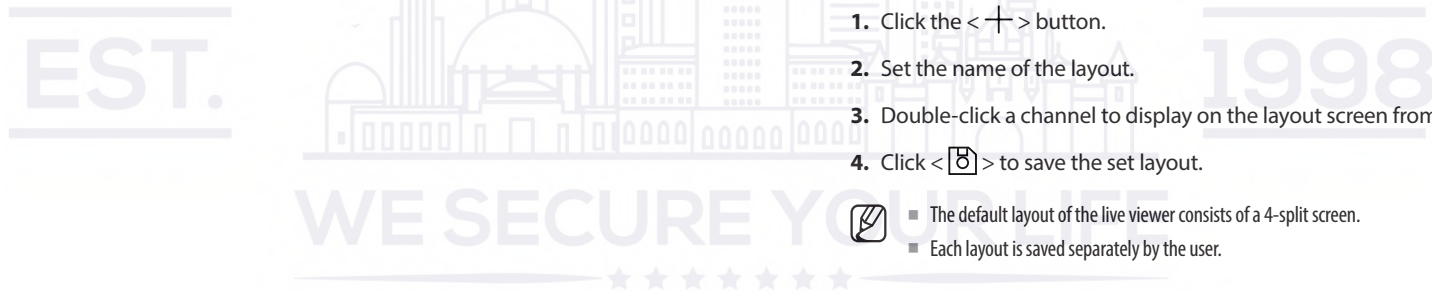 EST.
1998
WE SECURE YOUR LIFE
1. Click the < + > button.
2. Set the name of the layout.
3. Double-click a channel to display on the layout screen from
4. Click < > to save the set layout.
■ The default layout of the live viewer consists of a 4-split screen.
■ Each layout is saved separately by the user.